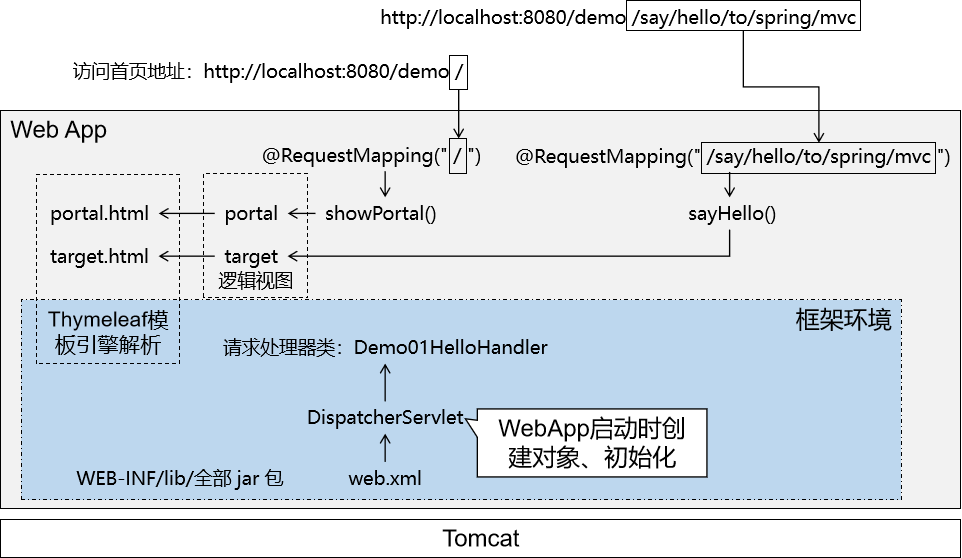 http://localhost:8080/demo/say/hello/to/spring/mvc
访问首页地址：http://localhost:8080/demo/
Web App
@RequestMapping("/")
@RequestMapping("/say/hello/to/spring/mvc")
portal.html
portal
showPortal()
sayHello()
target.html
target
逻辑视图
Thymeleaf模
板引擎解析
框架环境
请求处理器类：Demo01HelloHandler
DispatcherServlet
WebApp启动时创
建对象、初始化
WEB-INF/lib/全部 jar 包
web.xml
Tomcat